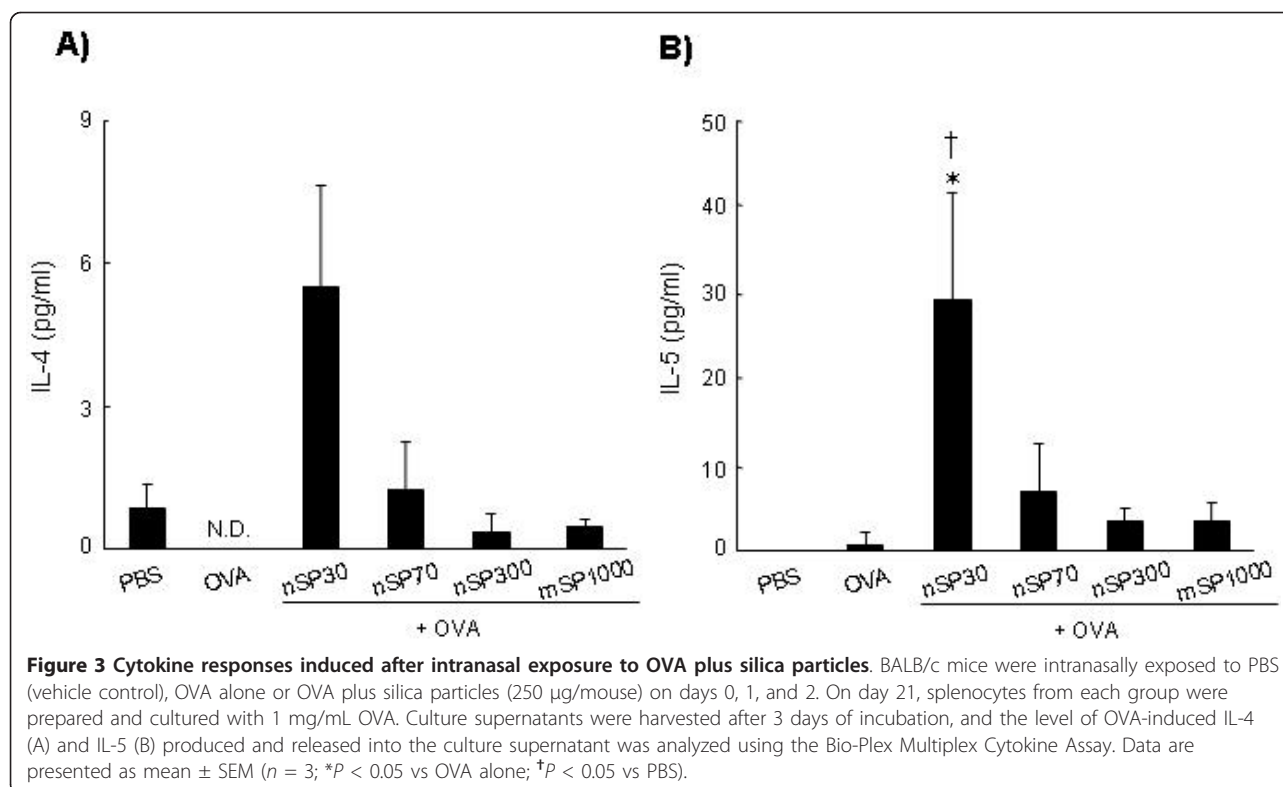 A)
9
6
3
0
IL-4 (pg/ml)
N.D.
PBS OVA nSP30 nSP70 nSP300 mSP1000
+ OVA
B)
50
40
30
20
10
0
IL-5 (pg/ml)
†
*
PBS OVA nSP30 nSP70 nSP300 mSP1000
+ OVA
Figure 3 Cytokine responses induced after intranasal exposure to OVA plus silica particles. BALB/c mice were intranasally exposed to PBS
(vehicle control), OVA alone or OVA plus silica particles (250 μg/mouse) on days 0, 1, and 2. On day 21, splenocytes from each group were
prepared and cultured with 1 mg/mL OVA. Culture supernatants were harvested after 3 days of incubation, and the level of OVA-induced IL-4
(A) and IL-5 (B) produced and released into the culture supernatant was analyzed using the Bio-Plex Multiplex Cytokine Assay. Data are
presented as mean ± SEM (n = 3; *P < 0.05 vs OVA alone; †P < 0.05 vs PBS).